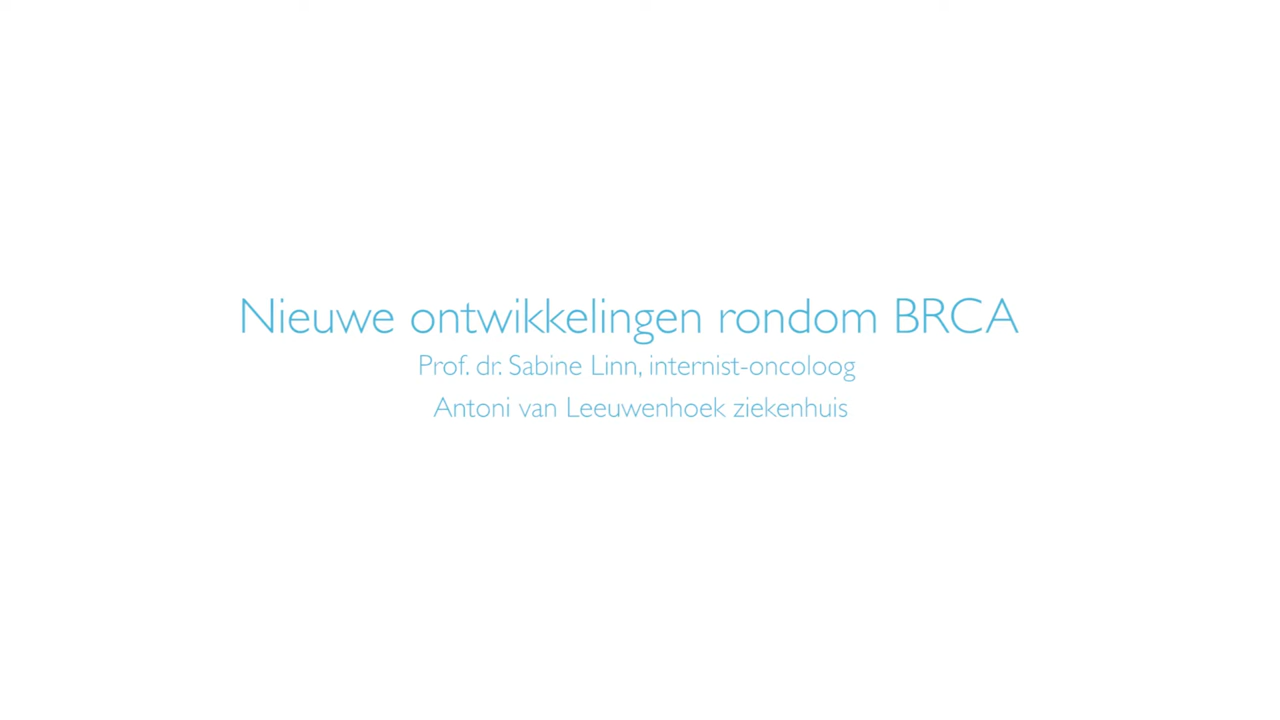 Nieuwe ontwikkelingen rondom BRCA
Prof. dr. Sabine Linn, internist-oncoloog
Antoni van Leeuwenhoek ziekenhuis